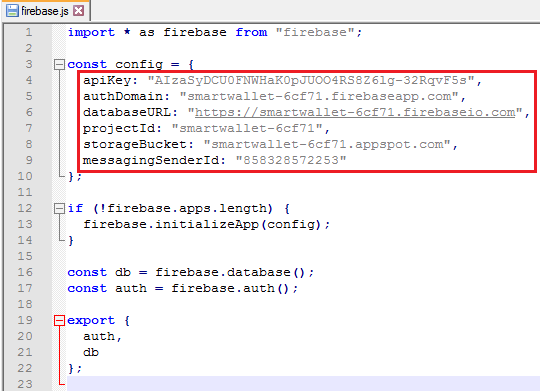 firebase.js
1 import * as firebase from "firebase";
2
3 const config = {
4 apiKey: "AIzaSyDCU0FNWHaK0pJUOO4RS8Z6lg-32RqvF5s",
5 authDomain: "smartwallet-6cf71.firebaseapp.com",
6 databaseURL: "https://smartwallet-6cf71.firebaseio.com",
7 projectId: "smartwallet-6cf71",
8 storageBucket: "smartwallet-6cf71.appspot.com",
9 messagingSenderId: "858328572253"
10 };
11
12 if (!firebase.apps.length) {
13 firebase.initializeApp(config);
14 }
15
16 const db = firebase.database();
17 const auth = firebase.auth();
18
19 export {
20 auth,
21 db
22 };
23